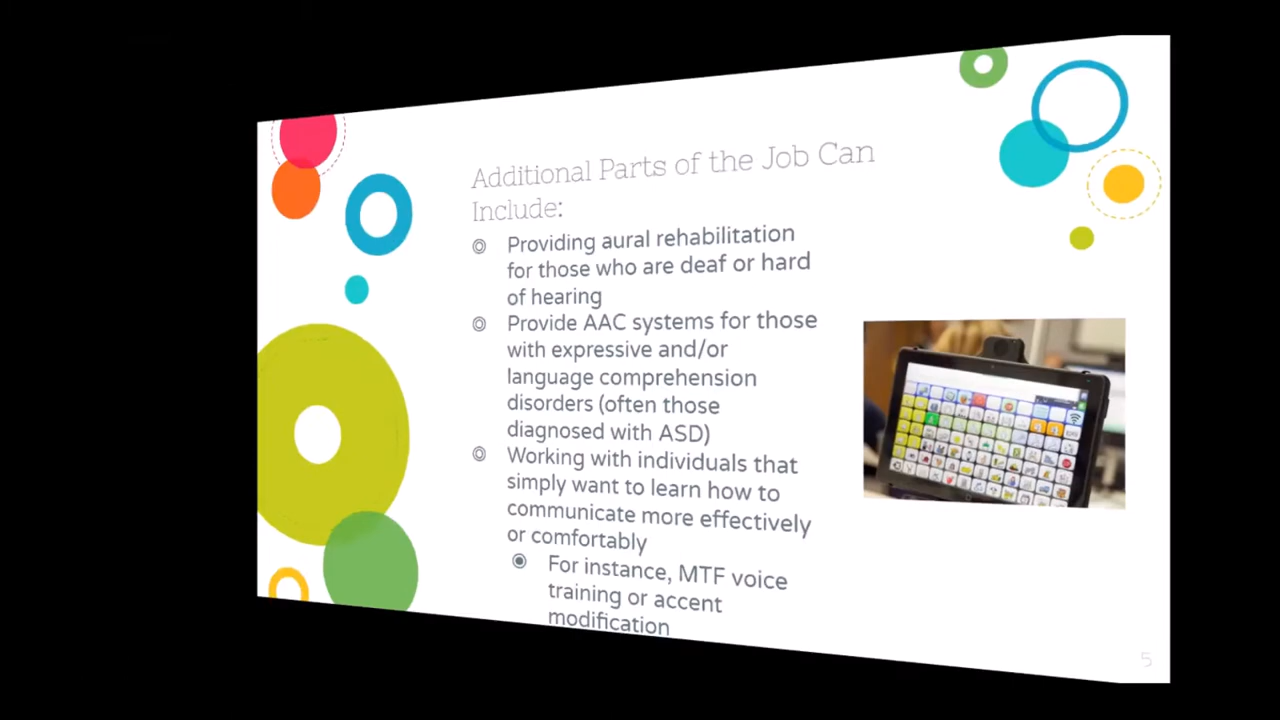 Additional Parts of the Job Can
Include:
Providing aural rehabilitation
for those who are deaf or hard
of hearing
Provide AAC systems for those
with expressive and/or
language comprehension
disorders (often those
diagnosed with ASD)
Working with individuals that
simply want to learn how to
communicate more effectively
or comfortably
For instance, MTF voice
training or accent
modification
5